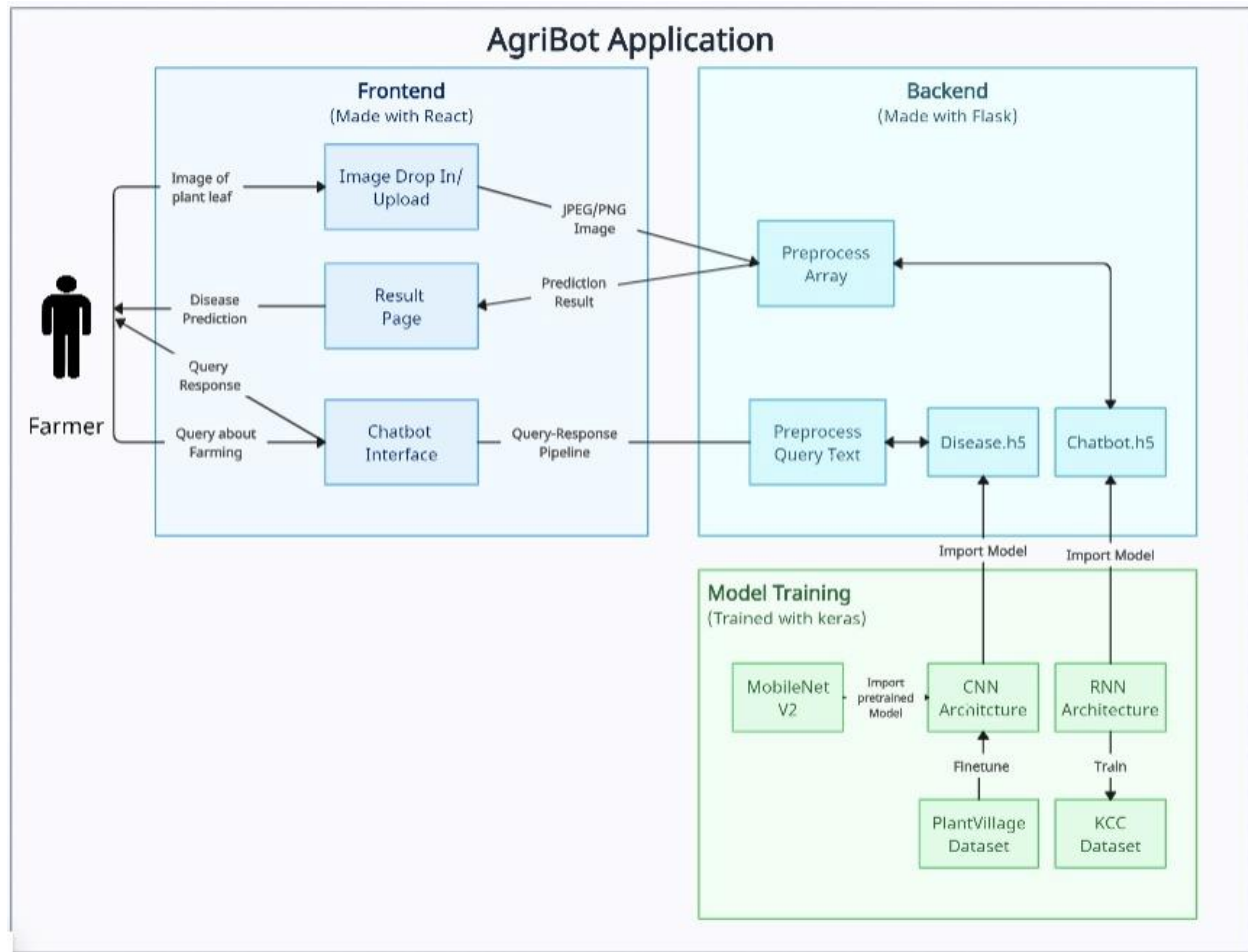 AgriBot Application
Frontend
(Made with React)
Backend
(Made with Flask)
Image of
plant leaf
Image Drop In/
Upload
JPEG/PNG
Image
Preprocess
Array
Disease
Prediction
Result
Page
Prediction
Result
Query
Response
Farmer
Query about
Farming
Chatbot
Interface
Query-Response
Pipeline
Preprocess
Query Text
Disease.h5
Chatbot.h5
Import Model
Import Model
Model Training
(Trained with keras)
MobileNet
V2
Import
pretrained
Model
CNN
Architcture
RNN
Architecture
Finetune
Train
PlantVillage
Dataset
KCC
Dataset